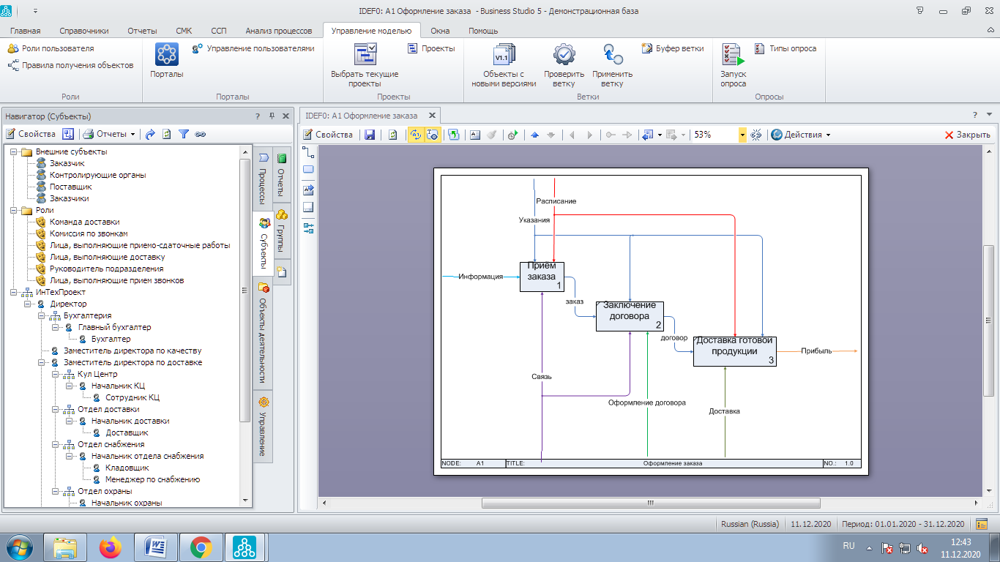 IDEF0: A1 Оформление заказа - Business Studio 5 - Демонстрационная база
Главная Справочники Отчеты СМК ССП Анализ процессов Управление моделью Окна Помощь
Роли пользователя
Правила получения объектов
Роли
Порталы
Управление пользователями
Порталы
Выбрать текущие
проекты
Проекты
Проекты
V1.1
Объекты с
новыми версиями
Проверить
ветку
Применить
ветку
Буфер ветки
Ветки
Запуск
опроса
Типы опроса
Опросы
Навигатор (Субъекты)
Свойства Отчеты
Внешние субъекты
Заказчик
Контролирующие органы
Поставщик
Заказчики
Роли
Команда доставки
Комиссия по звонкам
Лица, выполняющие приемо-сдаточные работы
Лица, выполняющие доставку
Руководитель подразделения
Лица, выполняющие прием звонков
ИнТехПроект
Директор
Бухгалтерия
Главный бухгалтер
Бухгалтер
Заместитель директора по качеству
Заместитель директора по доставке
Кул Центр
Начальник КЦ
Сотрудник КЦ
Отдел доставки
Начальник доставки
Доставщик
Отдел снабжения
Начальник отдела снабжения
Кладовщик
Менеджер по снабжению
Отдел охраны
Начальник охраны
Процессы
Субъекты
Объекты деятельности
Управление
Отчеты
Группы
IDEF0: A1 Оформление заказа
Свойства 53% Действия Закрыть
Расписание
Указания
Информация
Приём
заказа
1
заказ
Заключение
договора
2
договор
Доставка готовой
продукции
3
Прибыль
Связь
Оформление договора
Доставка
NODE: A1 TITLE: Оформление заказа NO.: 1.0
Russian (Russia) 11.12.2020 Период: 01.01.2020 - 31.12.2020
RU
12:43
11.12.2020